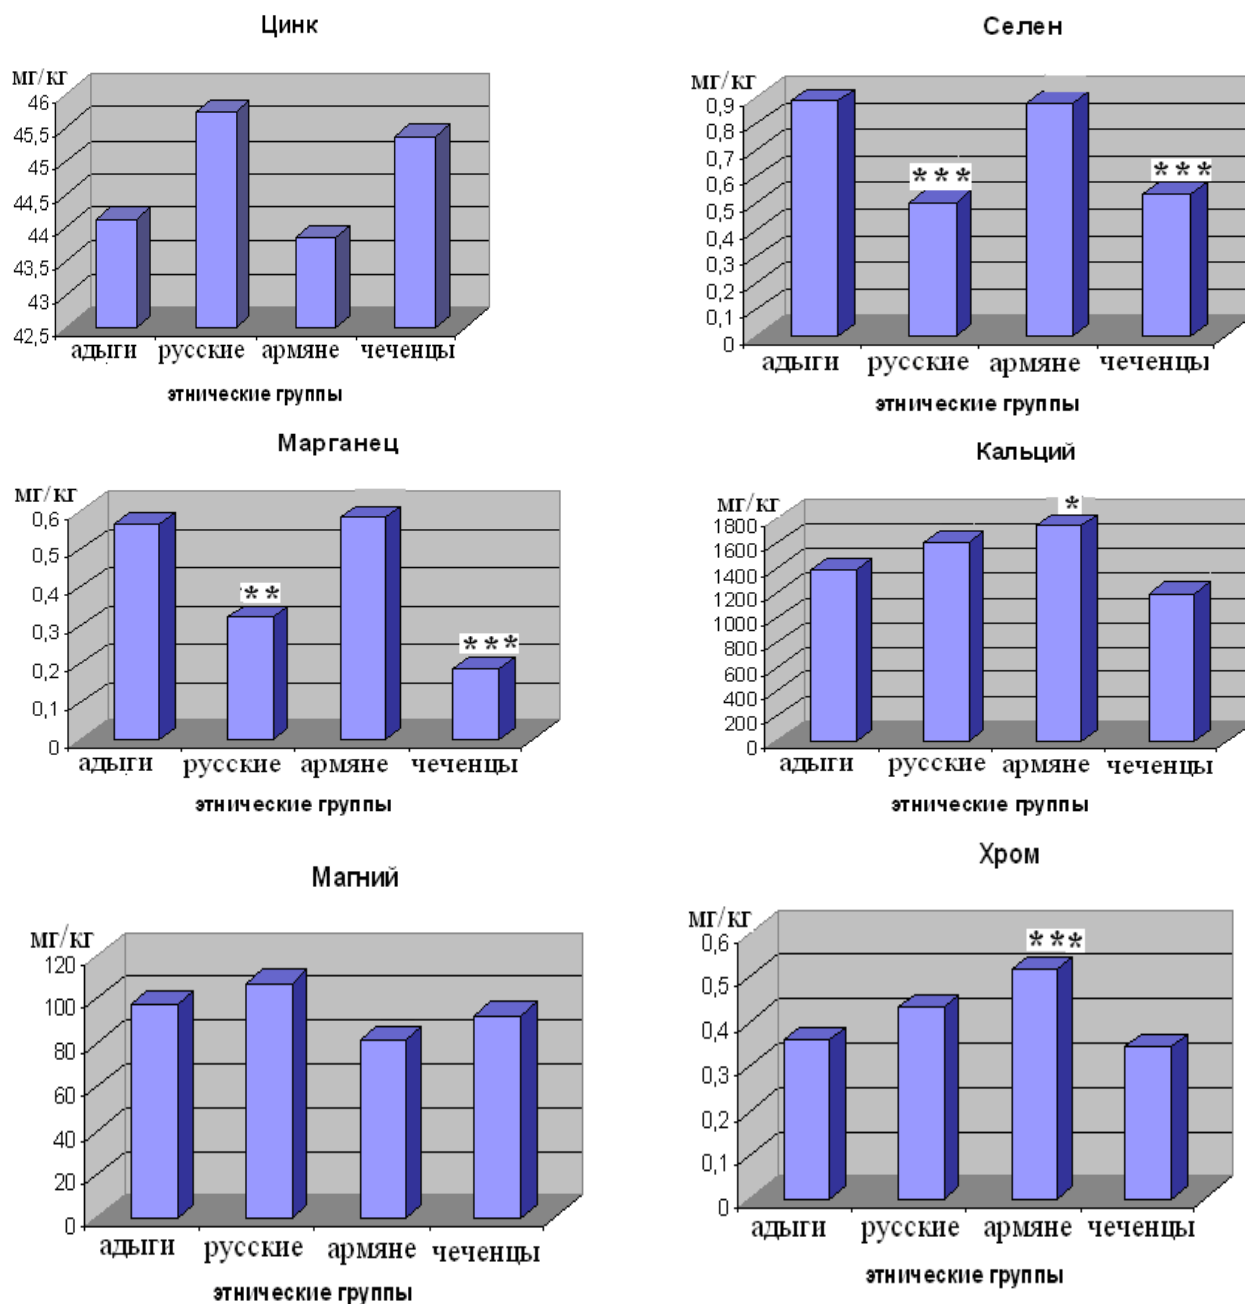 Цинк
мг/кг
46
45,5
45
44,5
44
43,5
43
42,5
адыги русские армяне чеченцы
этнические группы
Селен
мг/кг
0,9
0,8
0,7
0,6
0,5
0,4
0,3
0,2
0,1
0
***
***
адыги русские армяне чеченцы
этнические группы
Марганец
мг/кг
0,6
0,5
0,4
0,3
0,2
0,1
0
**
***
адыги русские армяне чеченцы
этнические группы
Кальций
мг/кг
1800
1600
1400
1200
1000
800
600
400
200
0
*
адыги русские армяне чеченцы
этнические группы
Магний
мг/кг
120
100
80
60
40
20
0
адыги русские армяне чеченцы
этнические группы
Хром
мг/кг
0,6
0,5
0,4
0,3
0,2
0,1
0
***
адыги русские армяне чеченцы
этнические группы